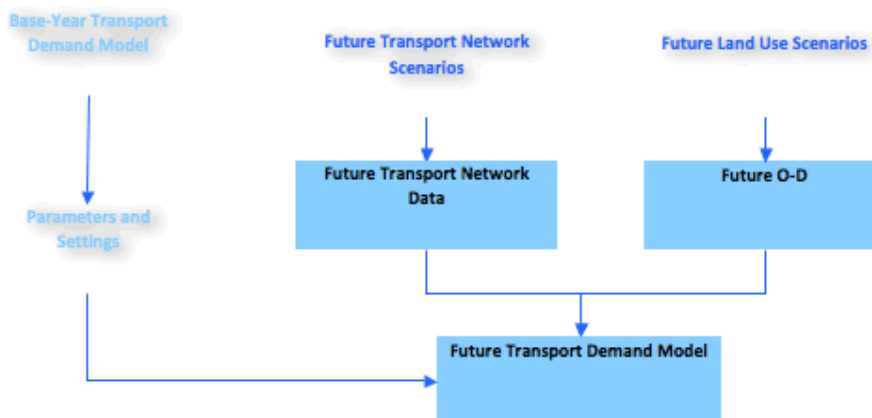 Base-Year Transport
Demand Model
Future Transport Network
Scenarios
Future Land Use Scenarios
Future Transport Network
Data
Future O-D
Parameters and
Settings
Future Transport Demand Model